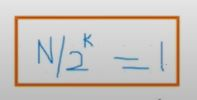 N/2^K = 1